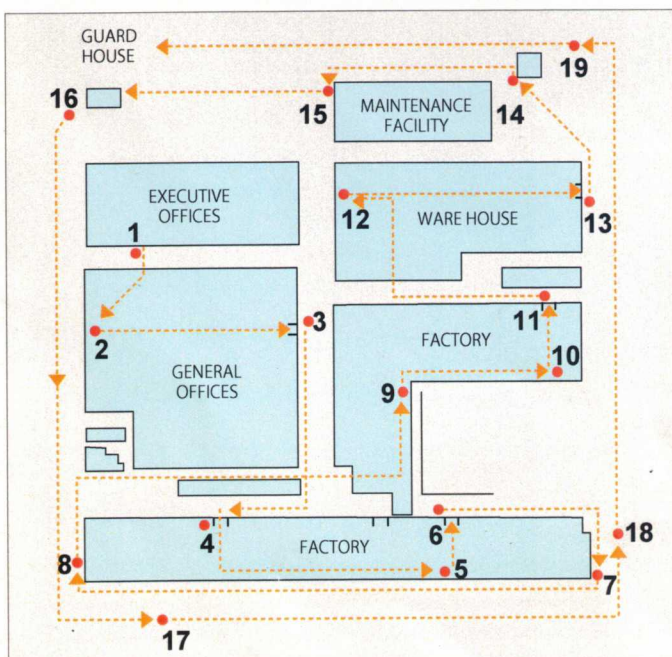 GUARD
HOUSE
19
16
15
MAINTENANCE
FACILITY
14
EXECUTIVE
OFFICES
12
WARE HOUSE
13
1
2
3
GENERAL
OFFICES
FACTORY
11
10
9
4
FACTORY
5
6
7
8
18
17